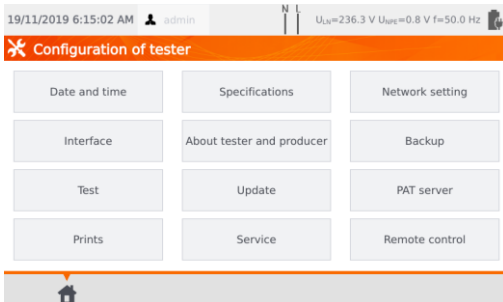 19/11/2019 6:15:02 AM admin N L ULN=236.3 V UNPE=0.8 V f=50.0 Hz
Configuration of tester
Date and time Specifications Network setting
Interface About tester and producer Backup
Test Update PAT server
Prints Service Remote control